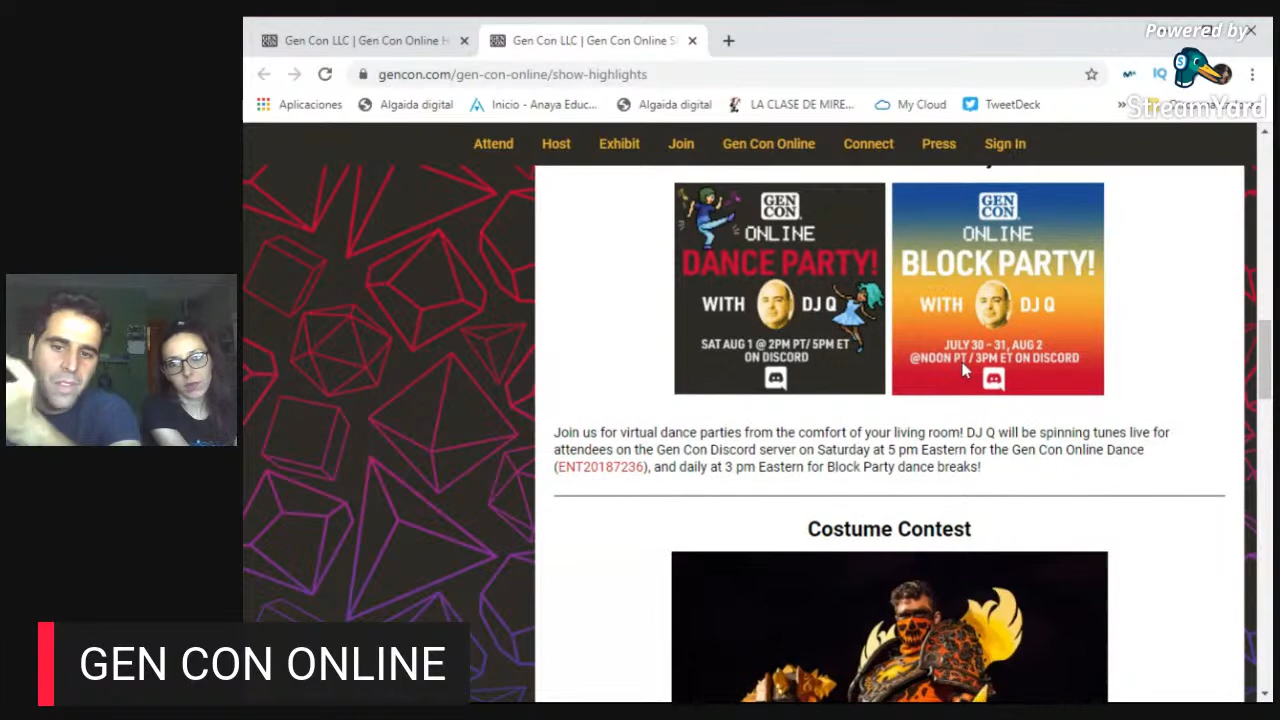 Powered by
StreamYard
Gen Con LLC | Gen Con Online H
Gen Con LLC | Gen Con Online S
gencon.com/gen-con-online/show-highlights
IQ
Aplicaciones
Algaida digital
Inicio - Anaya Educ...
Algaida digital
LA CLASE DE MIRE...
My Cloud
TweetDeck
Attend
Host
Exhibit
Join
Gen Con Online
Connect
Press
Sign In
GEN
CON
ONLINE
DANCE PARTY!
WITH DJ Q
SAT AUG 1 @ 2PM PT/ 5PM ET
ON DISCORD
GEN
CON
ONLINE
BLOCK PARTY!
WITH DJ Q
JULY 30 - 31, AUG 2
@NOON PT / 3PM ET ON DISCORD
Join us for virtual dance parties from the comfort of your living room! DJ Q will be spinning tunes live for
attendees on the Gen Con Discord server on Saturday at 5 pm Eastern for the Gen Con Online Dance
(ENT20187236), and daily at 3 pm Eastern for Block Party dance breaks!
Costume Contest
GEN CON ONLINE